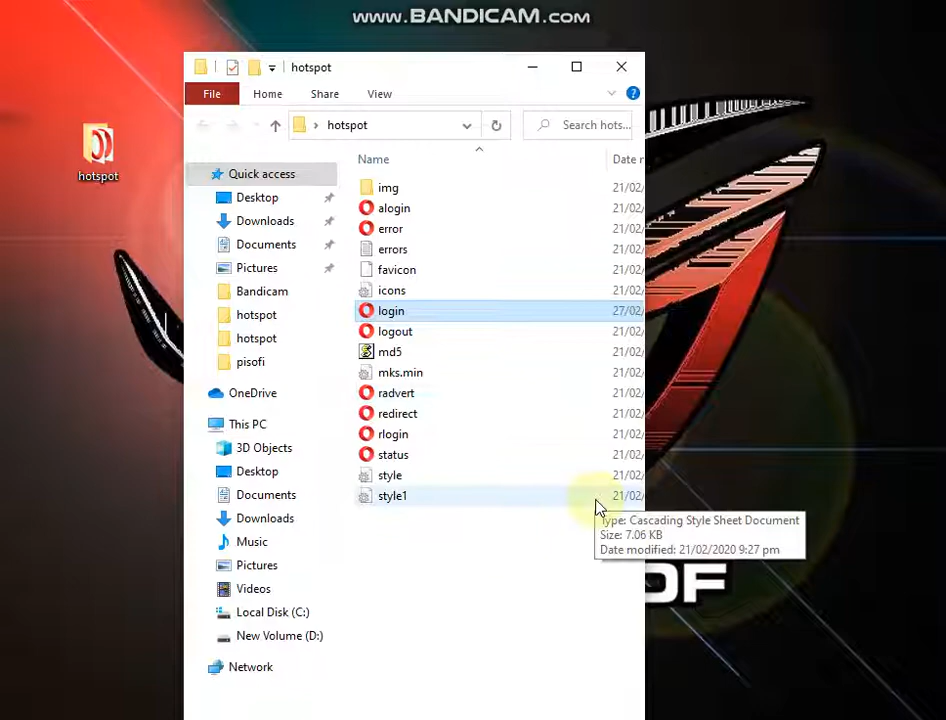 www.BANDICAM.com
hotspot
hotspot
File
Home
Share
View
hotspot
Search hots...
Name
Date
Quick access
Desktop
Downloads
Documents
Pictures
Bandicam
hotspot
hotspot
pisofi
OneDrive
This PC
3D Objects
Desktop
Documents
Downloads
Music
Pictures
Videos
Local Disk (C:)
New Volume (D:)
Network
img 21/02/
alogin 21/02/
error 21/02/
errors 21/02/
favicon 21/02/
icons 21/02/
login 27/02/
logout 21/02/
md5 21/02/
mks.min 21/02/
radvert 21/02/
redirect 21/02/
rlogin 21/02/
status 21/02/
style 21/02/
style1 21/02/
Type: Cascading Style Sheet Document
Size: 7.06 KB
Date modified: 21/02/2020 9:27 pm
OF